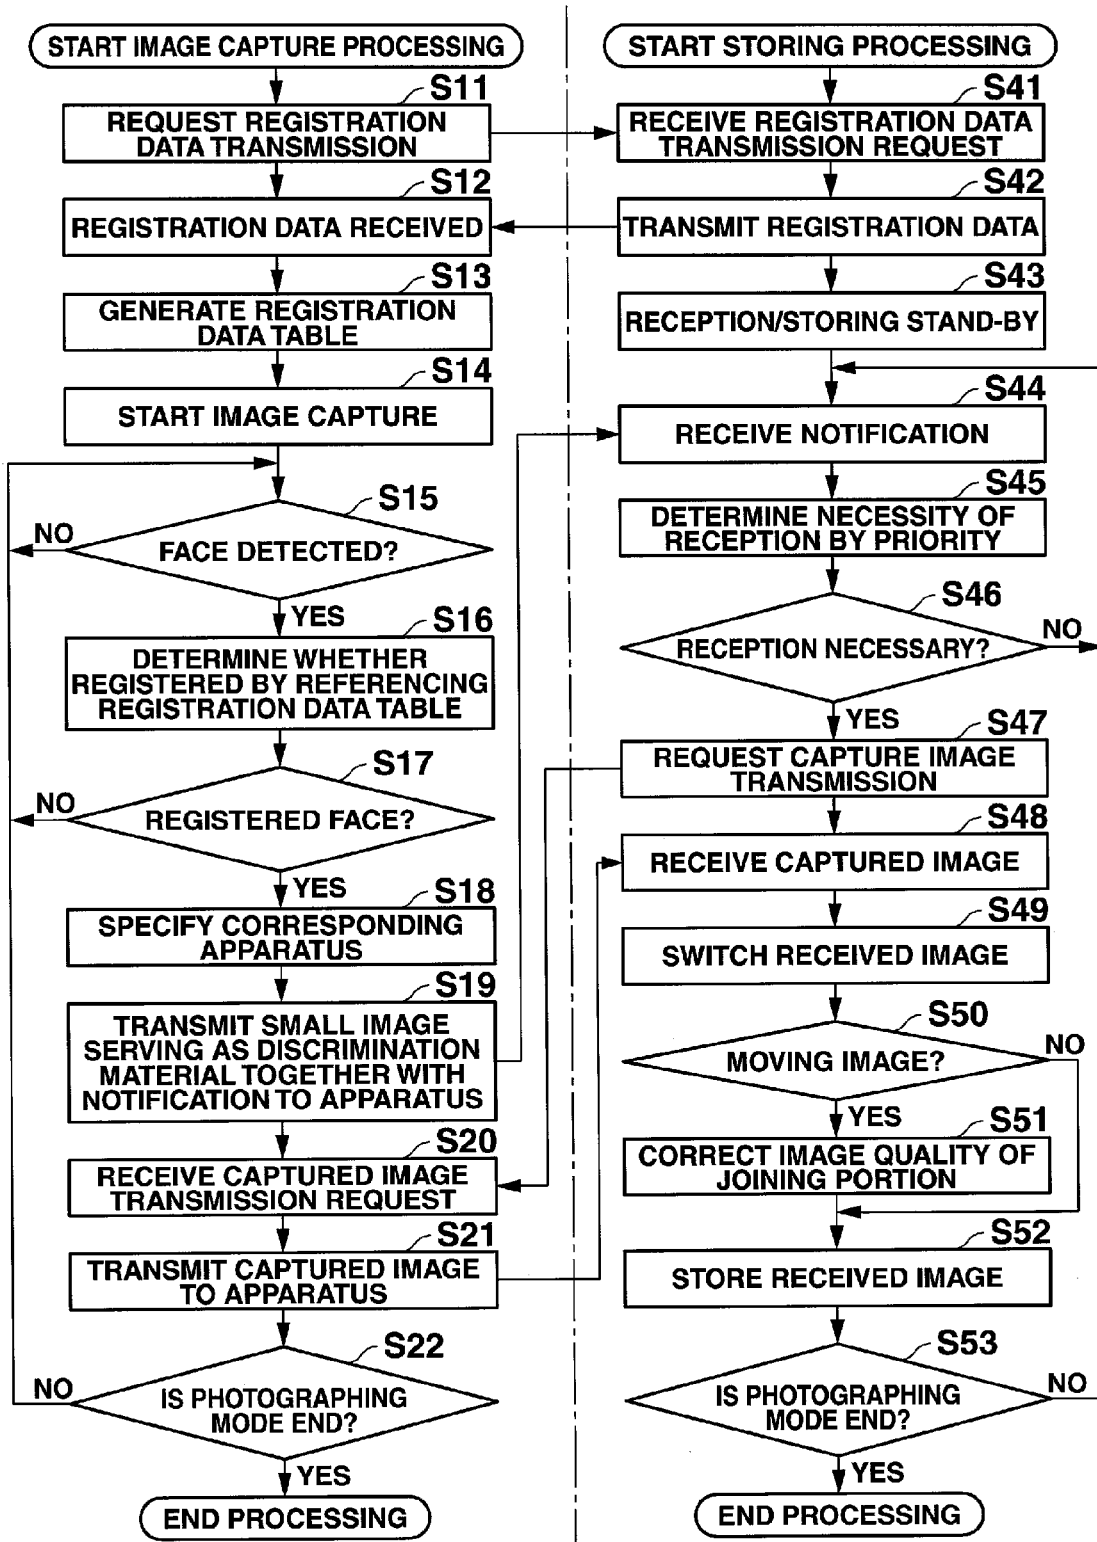 START IMAGE CAPTURE PROCESSING
S11
REQUEST REGISTRATION
DATA TRANSMISSION
S12
REGISTRATION DATA RECEIVED
S13
GENERATE REGISTRATION
DATA TABLE
S14
START IMAGE CAPTURE
S15
NO
FACE DETECTED?
YES
S16
DETERMINE WHETHER
REGISTERED BY REFERENCING
REGISTRATION DATA TABLE
S17
NO
REGISTERED FACE?
YES
S18
SPECIFY CORRESPONDING
APPARATUS
S19
TRANSMIT SMALL IMAGE
SERVING AS DISCRIMINATION
MATERIAL TOGETHER WITH
NOTIFICATION TO APPARATUS
S20
RECEIVE CAPTURED IMAGE
TRANSMISSION REQUEST
S21
TRANSMIT CAPTURED IMAGE
TO APPARATUS
S22
NO
IS PHOTOGRAPHING
MODE END?
YES
END PROCESSING
START STORING PROCESSING
S41
RECEIVE REGISTRATION DATA
TRANSMISSION REQUEST
S42
TRANSMIT REGISTRATION DATA
S43
RECEPTION/STORING STAND-BY
S44
RECEIVE NOTIFICATION
S45
DETERMINE NECESSITY OF
RECEPTION BY PRIORITY
S46
RECEPTION NECESSARY?
NO
YES
S47
REQUEST CAPTURE IMAGE
TRANSMISSION
S48
RECEIVE CAPTURED IMAGE
S49
SWITCH RECEIVED IMAGE
S50
MOVING IMAGE?
NO
YES
S51
CORRECT IMAGE QUALITY OF
JOINING PORTION
S52
STORE RECEIVED IMAGE
S53
IS PHOTOGRAPHING
MODE END?
NO
YES
END PROCESSING